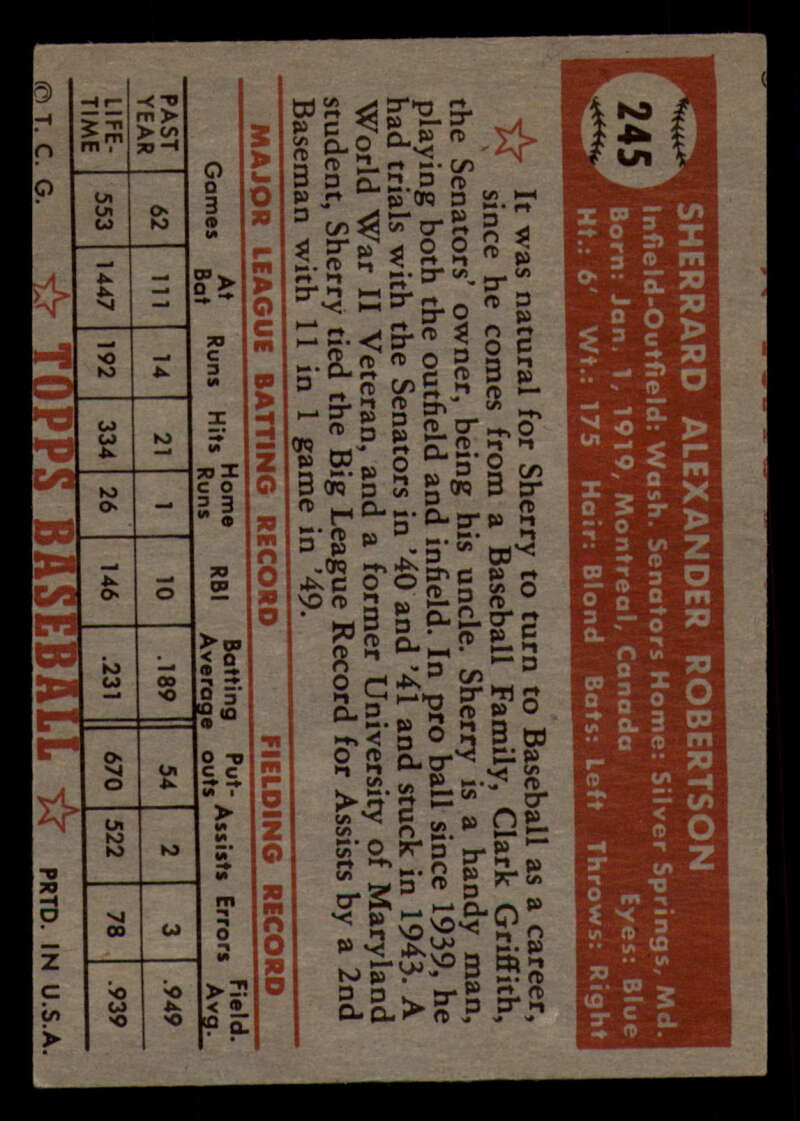 245
SHERRARD ALEXANDER ROBERTSON
Infield-Outfield: Wash. Senators Home: Silver Springs, Md.
Born: Jan. 1, 1919, Montreal, Canada Eyes: Blue
Ht.: 6' Wt.: 175 Hair: Blond Bats: Left Throws: Right
It was natural for Sherry to turn to Baseball as a career,
since he comes from a Baseball Family, Clark Griffith,
the Senators' owner, being his uncle. Sherry is a handy man,
playing both the outfield and infield. In pro ball since 1939, he
had trials with the Senators in '40 and '41 and stuck in 1943. A
World War II Veteran, and a former University of Maryland
student, Sherry tied the Big League Record for Assists by a 2nd
Baseman with 11 in 1 game in '49.
MAJOR LEAGUE BATTING RECORD FIELDING RECORD
Games At Bat Runs Hits Home Runs RBI Batting Average Put-outs Assists Errors Field. Avg.
PAST YEAR 62 111 14 21 1 10 .189 54 2 3 .949
LIFE-TIME 553 1447 192 334 26 146 .231 670 522 78 .939
© T. C. G. TOPPS BASEBALL PRTD. IN U.S.A.